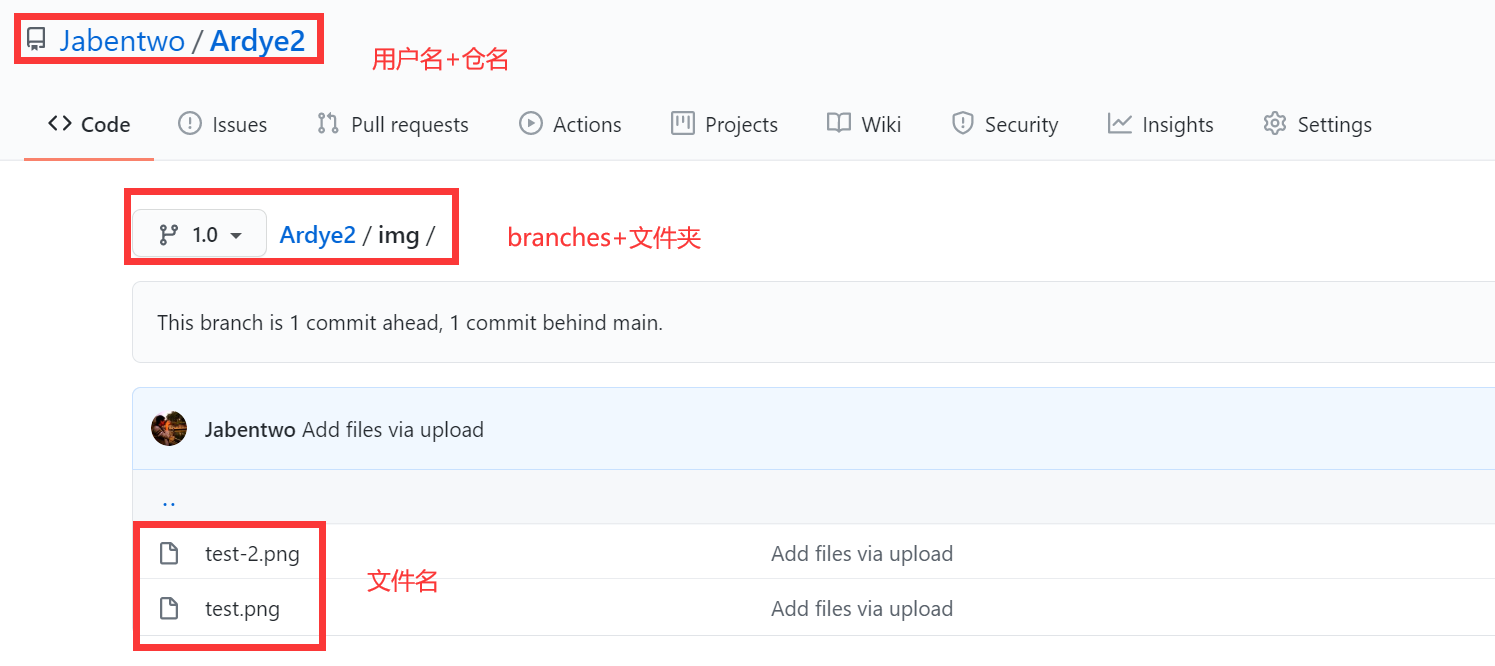 Jabentwo / Ardye2
用户名+仓名
Code Issues Pull requests Actions Projects Wiki Security Insights Settings
1.0 Ardye2 / img /
branches+文件夹
This branch is 1 commit ahead, 1 commit behind main.
Jabentwo Add files via upload
..
test-2.png Add files via upload
文件名
test.png Add files via upload